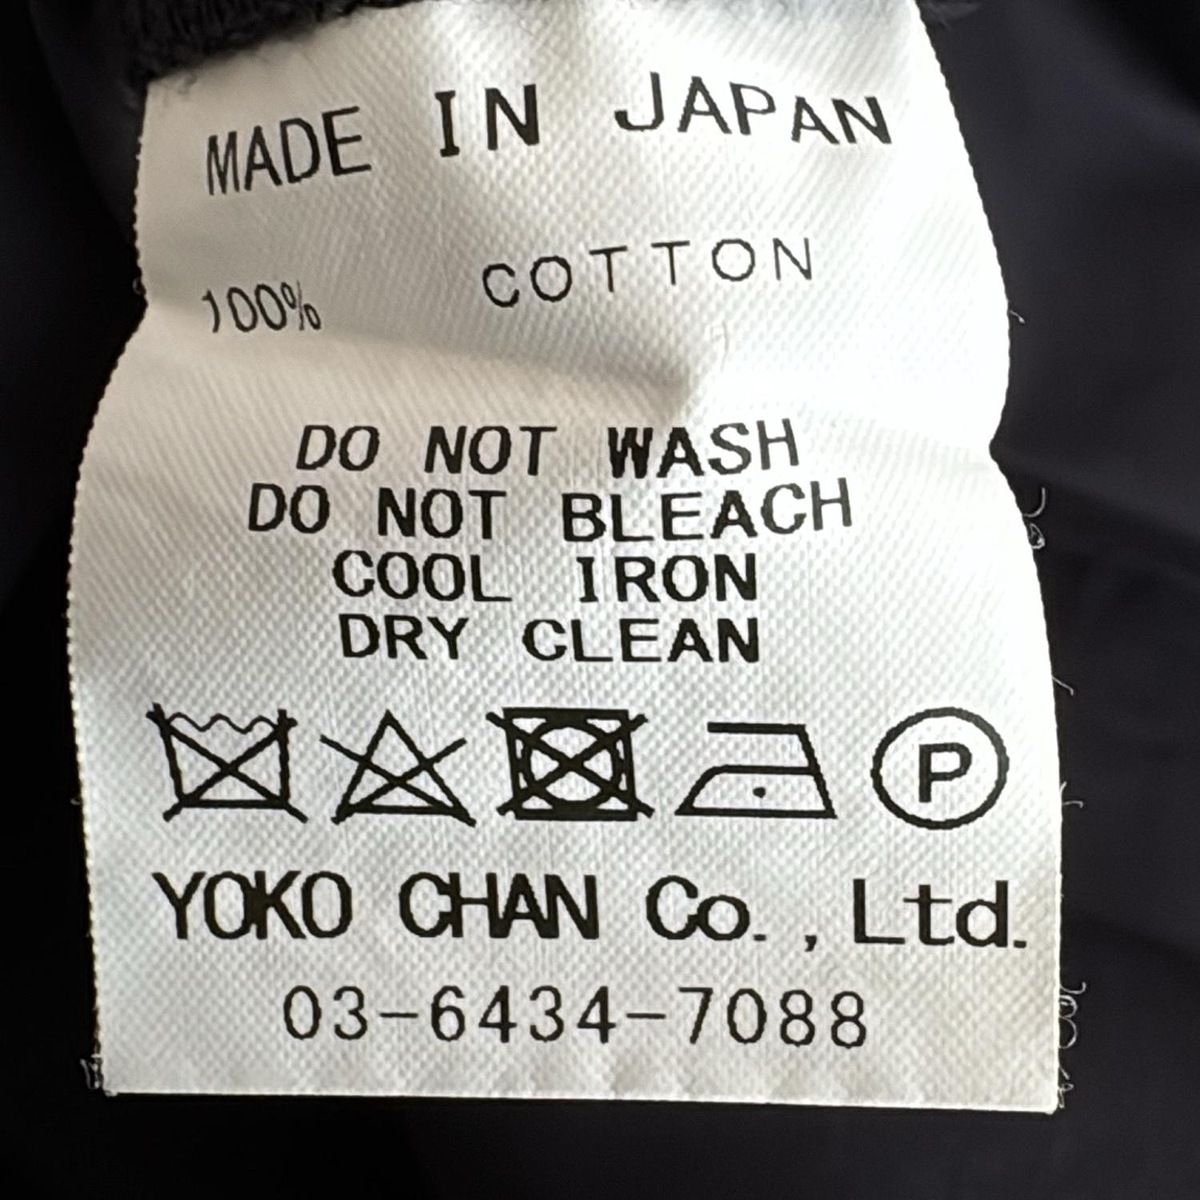 MADE IN JAPAN
100% COTTON
DO NOT WASH
DO NOT BLEACH
COOL IRON
DRY CLEAN
P
YOKO CHAN Co., Ltd.
03-6434-7088